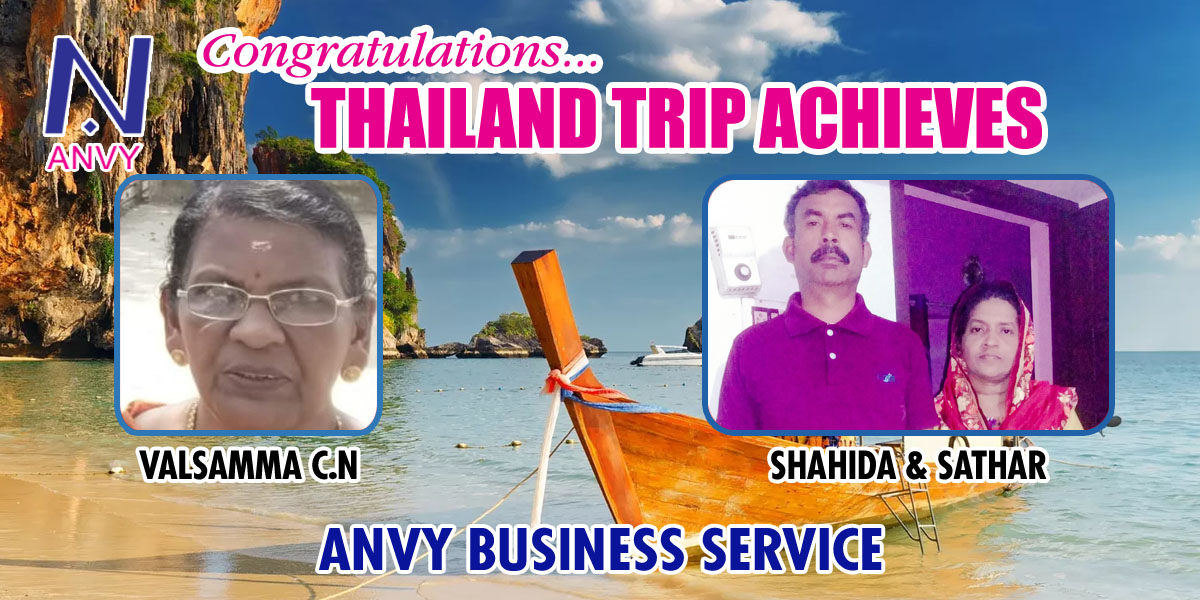 N.
ANVY
Congratulations...
THAILAND TRIP ACHIEVES
VALSAMMA C.N
SHAHIDA & SATHAR
ANVY BUSINESS SERVICE